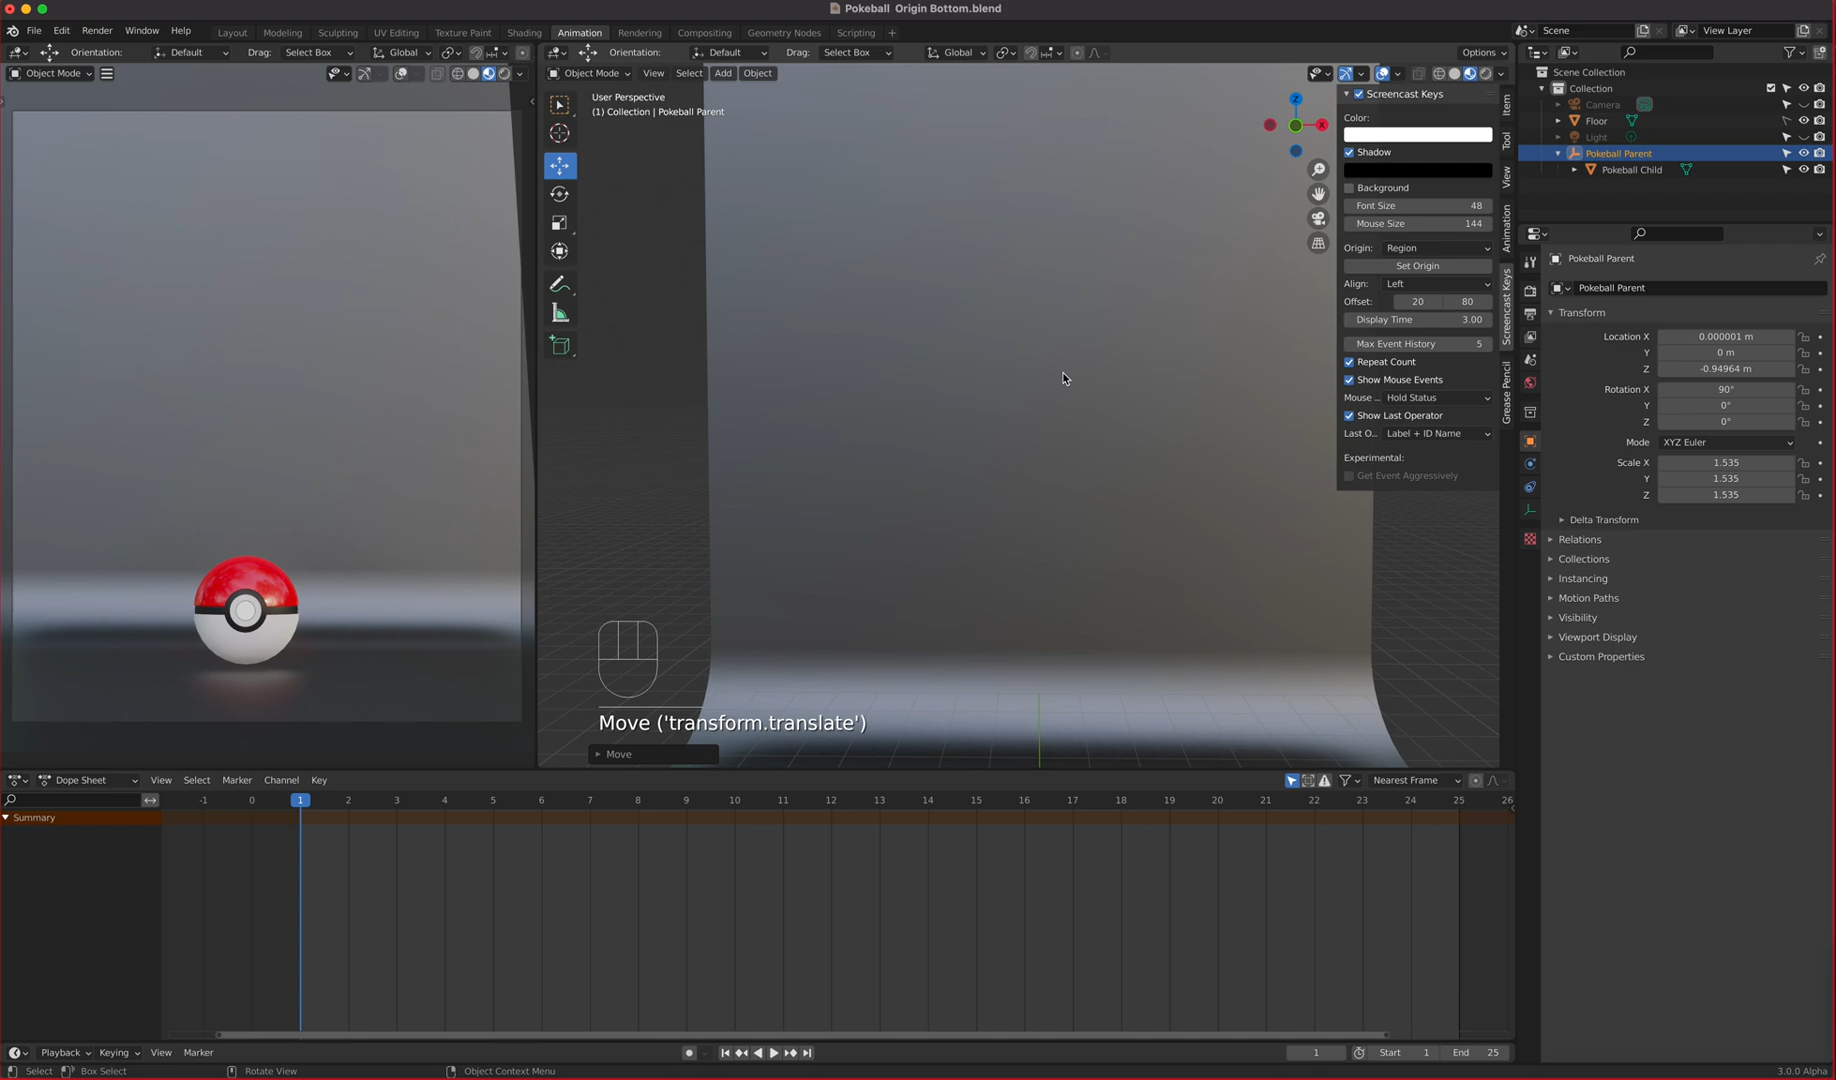 Pokeball Origin Bottom.blend
File Edit Render Window Help Layout Modeling Sculpting UV Editing Texture Paint Shading Animation Rendering Compositing Geometry Nodes Scripting + Scene View Layer
Orientation: Default Drag: Select Box Global Orientation: Default Drag: Select Box Global Options
Object Mode Object Mode View Select Add Object
User Perspective
(1) Collection | Pokeball Parent
Z
X
Screencast Keys
Color:
Shadow
Background
Font Size 48
Mouse Size 144
Origin: Region
Set Origin
Align: Left
Offset: 20 80
Display Time 3.00
Max Event History 5
Repeat Count
Show Mouse Events
Mouse ... Hold Status
Show Last Operator
Last O... Label + ID Name
Experimental:
Get Event Aggressively
Item
Tool
View
Animation
Screencast Keys
Grease Pencil
Scene Collection
Collection
Camera
Floor
Light
Pokeball Parent
Pokeball Child
Pokeball Parent
Pokeball Parent
Transform
Location X 0.000001 m
Y 0 m
Z -0.94964 m
Rotation X 90°
Y 0°
Z 0°
Mode XYZ Euler
Scale X 1.535
Y 1.535
Z 1.535
Delta Transform
Relations
Collections
Instancing
Motion Paths
Visibility
Viewport Display
Custom Properties
Move ('transform.translate')
Move
Dope Sheet View Select Marker Channel Key Nearest Frame
-1 0 1 2 3 4 5 6 7 8 9 10 11 12 13 14 15 16 17 18 19 20 21 22 23 24 25 26
Summary
Playback Keying View Marker 1 Start 1 End 25
Select Box Select Rotate View Object Context Menu 3.0.0 Alpha